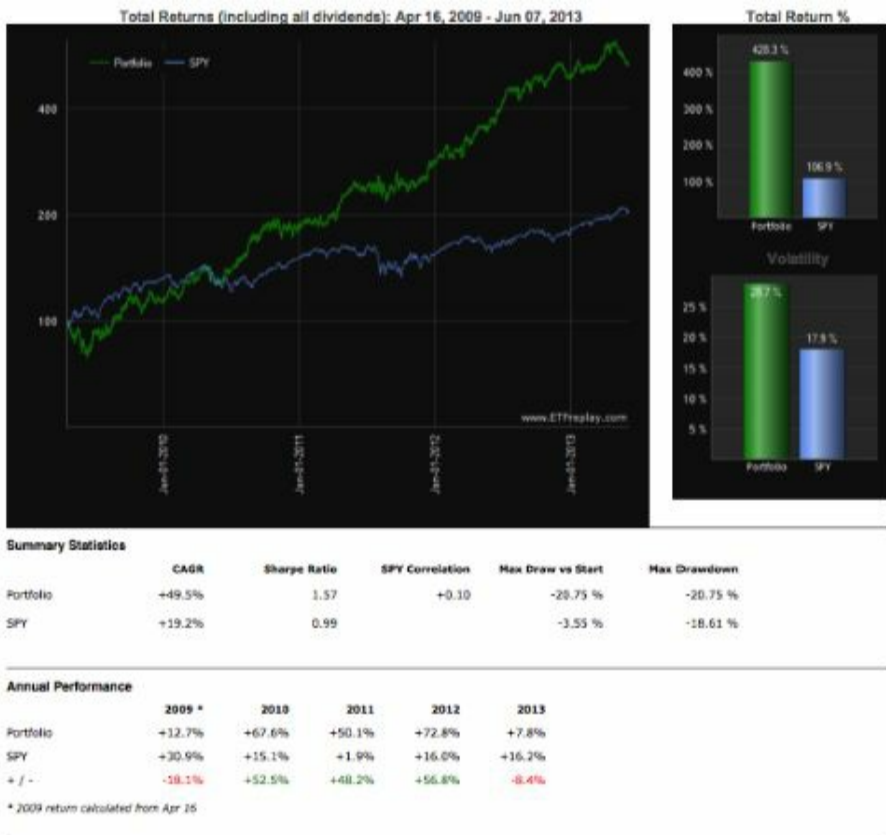 Total Returns (including all dividends): Apr 16, 2009 - Jun 07, 2013
Portfolio SPY
400
200
100
www.ETFreplay.com
Jan-01-2010 Jan-01-2011 Jan-01-2012 Jan-01-2013
Total Return %
428.3 %
400 %
300 %
200 %
106.9 %
100 %
Portfolio SPY
Volatility
28.7 %
25 %
20 %
17.9 %
15 %
10 %
5 %
Portfolio SPY
Summary Statistics
CAGR Sharpe Ratio SPY Correlation Max Draw vs Start Max Drawdown
Portfolio +49.5% 1.57 +0.10 -20.75 % -20.75 %
SPY +19.2% 0.99 -3.55 % -18.61 %
Annual Performance
2009 * 2010 2011 2012 2013
Portfolio +12.7% +67.6% +50.1% +72.8% +7.8%
SPY +30.9% +15.1% +1.9% +16.0% +16.2%
+ / - -18.1% +52.5% +48.2% +56.8% -8.4%
* 2009 return calculated from Apr 16